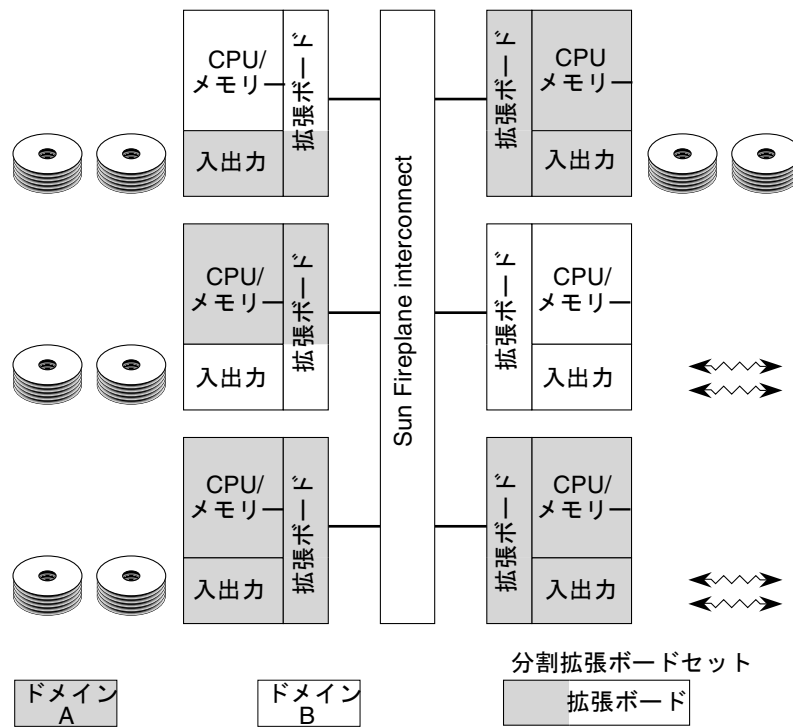 CPU/
メモリー
入出力
拡張ボード
CPU
メモリー
入出力
拡張ボード
CPU/
メモリー
入出力
拡張ボード
CPU/
メモリー
入出力
拡張ボード
CPU/
メモリー
入出力
拡張ボード
CPU/
メモリー
入出力
拡張ボード
Sun Fireplane interconnect
ドメイン
A
ドメイン
B
分割拡張ボードセット
拡張ボード